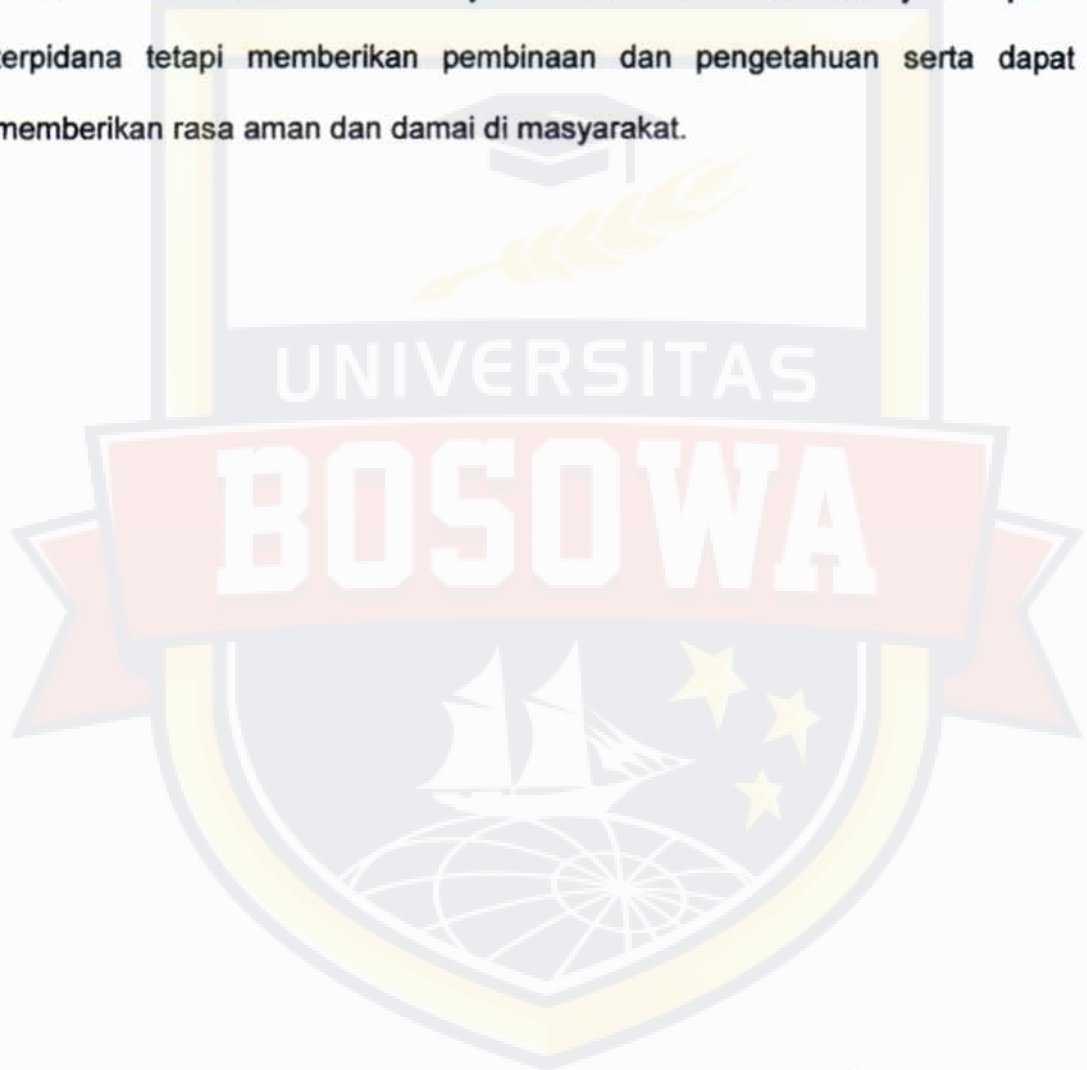 terpidana tetapi memberikan pembinaan dan pengetahuan serta dapat
memberikan rasa aman dan damai di masyarakat.
UNIVERSITAS
BOSOWA